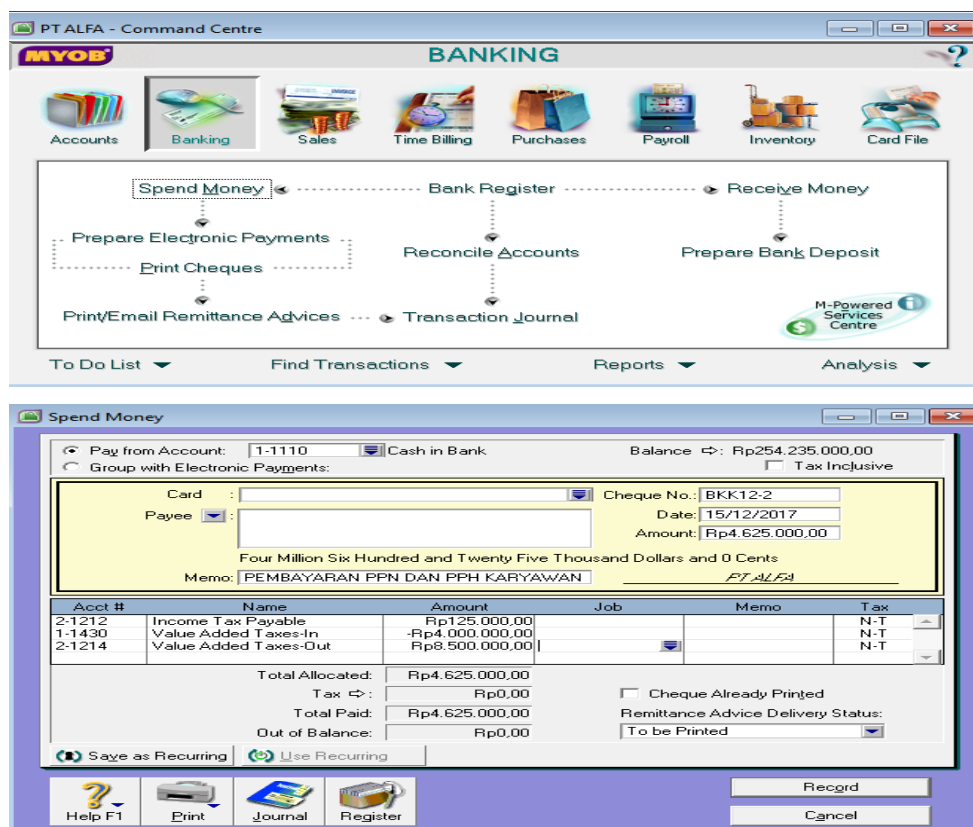 PT ALFA - Command Centre
MYOB BANKING ?
Accounts Banking Sales Time Billing Purchases Payroll Inventory Card File
Spend Money Bank Register Receive Money
Prepare Electronic Payments
Reconcile Accounts Prepare Bank Deposit
Print Cheques
Print/Email Remittance Advices Transaction Journal
M-Powered
Services
Centre
To Do List Find Transactions Reports Analysis
Spend Money
Pay from Account: 1-1110 Cash in Bank Balance ⇨: Rp254.235.000,00
Group with Electronic Payments: Tax Inclusive
Card : Cheque No.: BKK12-2
Payee : Date: 15/12/2017
Amount: Rp4.625.000,00
Four Million Six Hundred and Twenty Five Thousand Dollars and 0 Cents
Memo: PEMBAYARAN PPN DAN PPH KARYAWAN PT ALFA
Acct # Name Amount Job Memo Tax
2-1212 Income Tax Payable Rp125.000,00 N-T
1-1430 Value Added Taxes-In -Rp4.000.000,00 N-T
2-1214 Value Added Taxes-Out Rp8.500.000,00 N-T
Total Allocated: Rp4.625.000,00
Tax ⇨: Rp0,00 Cheque Already Printed
Total Paid: Rp4.625.000,00 Remittance Advice Delivery Status:
Out of Balance: Rp0,00 To be Printed
Save as Recurring Use Recurring
Help F1 Print Journal Register
Record
Cancel